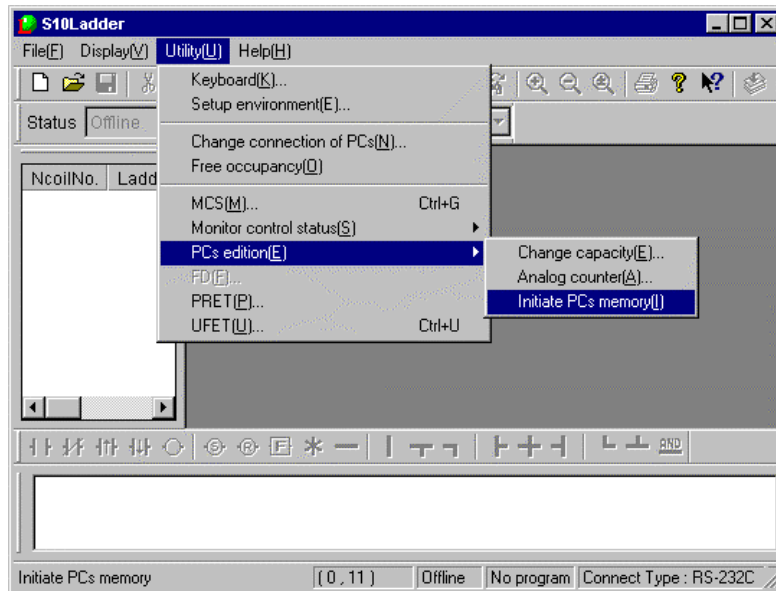 S10Ladder
File(F) Display(V) Utility(U) Help(H)
Status Offline
NcoilNo. Ladd
Keyboard(K)...
Setup environment(E)...
Change connection of PCs(N)...
Free occupancy(O)
MCS(M)... Ctrl+G
Monitor control status(S)
PCs edition(E)
FD(F)...
PRET(P)...
UFET(U)... Ctrl+U
Change capacity(E)...
Analog counter(A)...
Initiate PCs memory(I)
S R F AND
Initiate PCs memory (0,11) Offline No program Connect Type : RS-232C